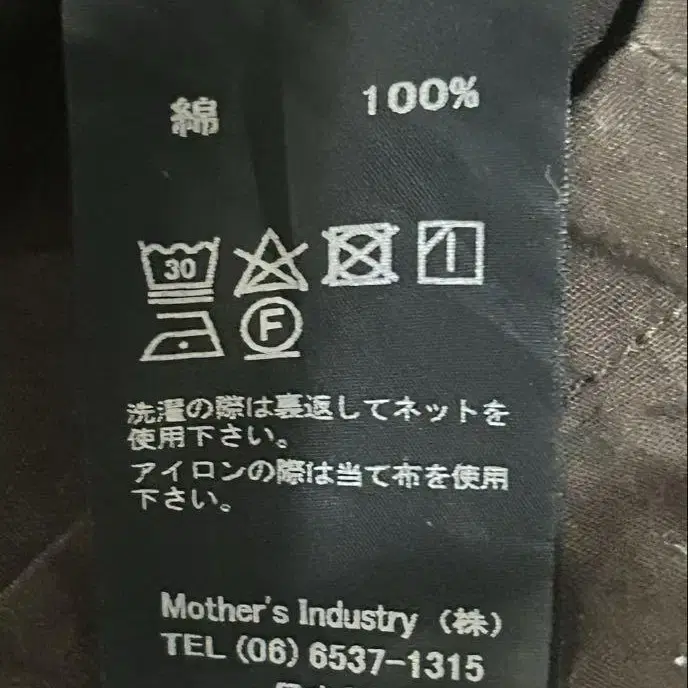 綿 100%
30
F
洗濯の際は裏返してネットを
使用下さい。
アイロンの際は当て布を使用
下さい。
Mother's Industry (株)
TEL (06) 6537-1315